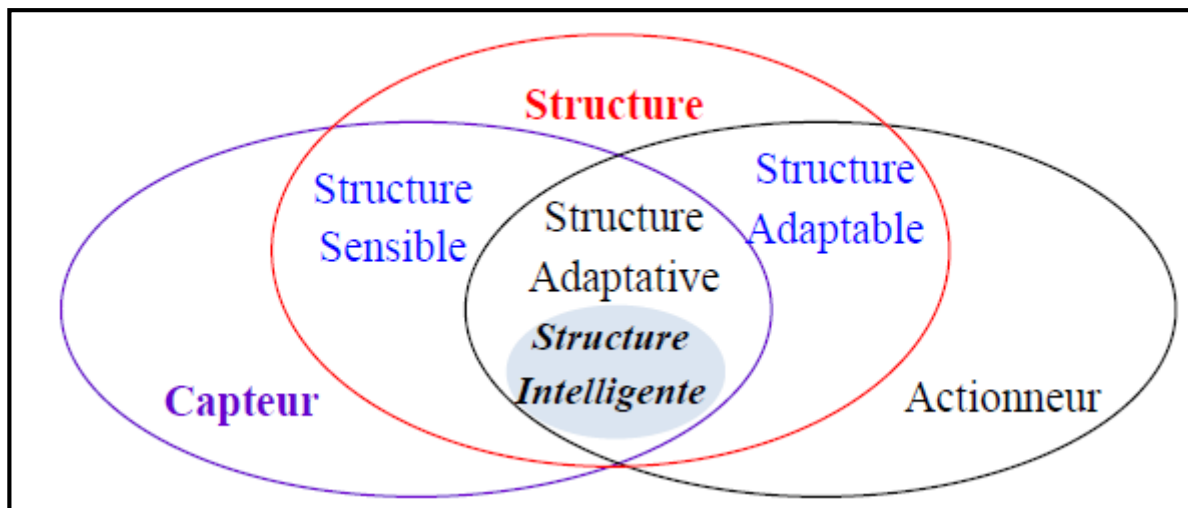 Structure
Structure
Sensible
Structure
Adaptative
Structure
Adaptable
Structure
Intelligente
Capteur
Actionneur